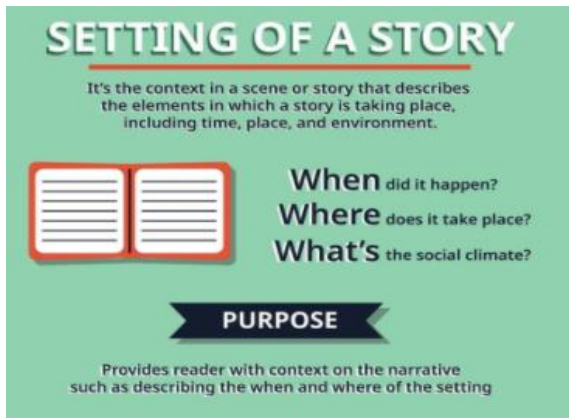 SETTING OF A STORY
It's the context in a scene or story that describes
the elements in which a story is taking place,
including time, place, and environment.
When did it happen?
Where does it take place?
What's the social climate?
PURPOSE
Provides reader with context on the narrative
such as describing the when and where of the setting